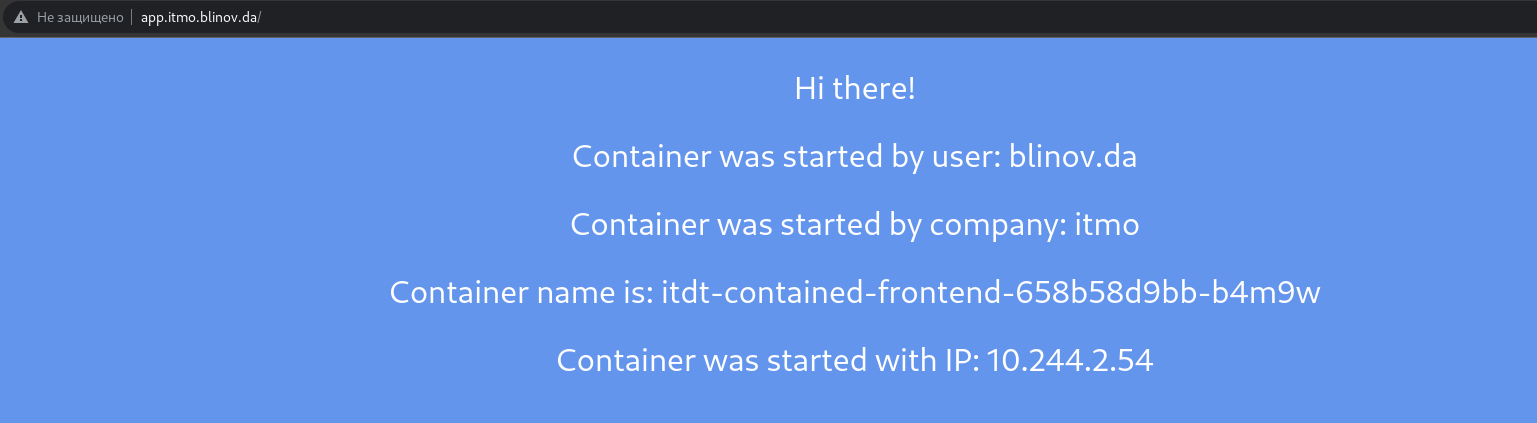 Не защищено app.itmo.blinov.da/
Hi there!
Container was started by user: blinov.da
Container was started by company: itmo
Container name is: itdt-contained-frontend-658b58d9bb-b4m9w
Container was started with IP: 10.244.2.54